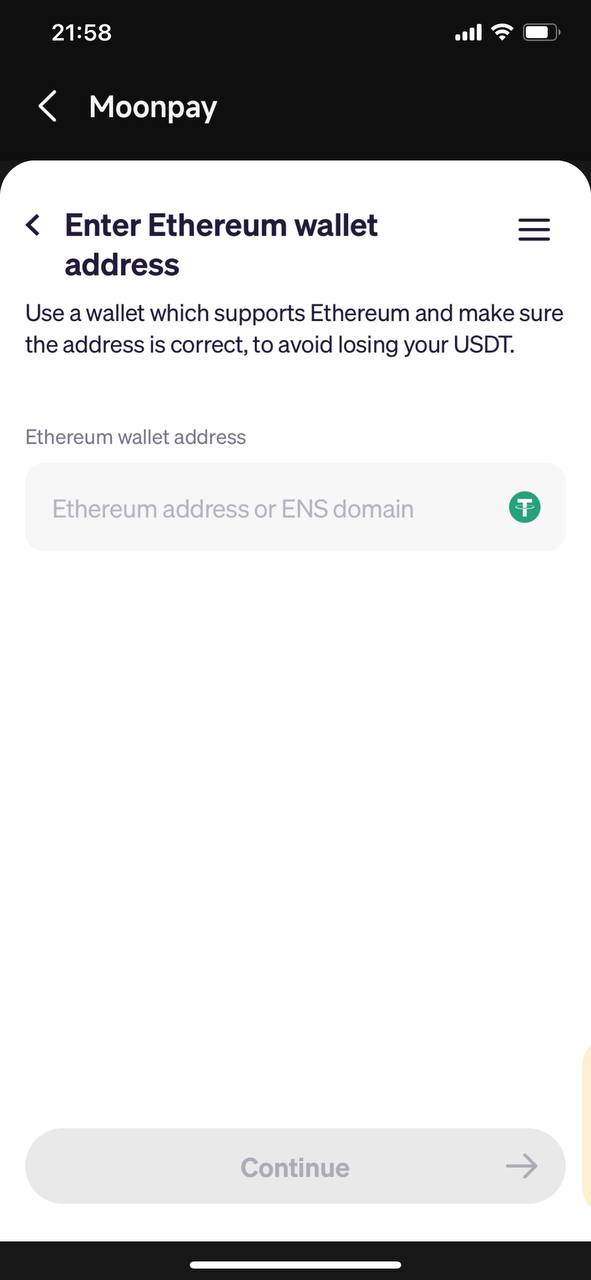 21:58
Moonpay
Enter Ethereum wallet
address
Use a wallet which supports Ethereum and make sure
the address is correct, to avoid losing your USDT.
Ethereum wallet address
Ethereum address or ENS domain
Continue